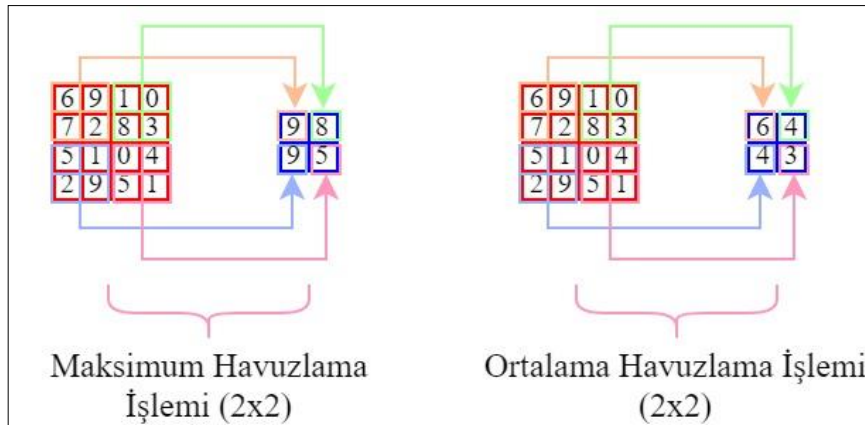 6 9 1 0
7 2 8 3
5 1 0 4
2 9 5 1
9 8
9 5
6 9 1 0
7 2 8 3
5 1 0 4
2 9 5 1
6 4
4 3
Maksimum Havuzlama
İşlemi (2x2)
Ortalama Havuzlama İşlemi
(2x2)